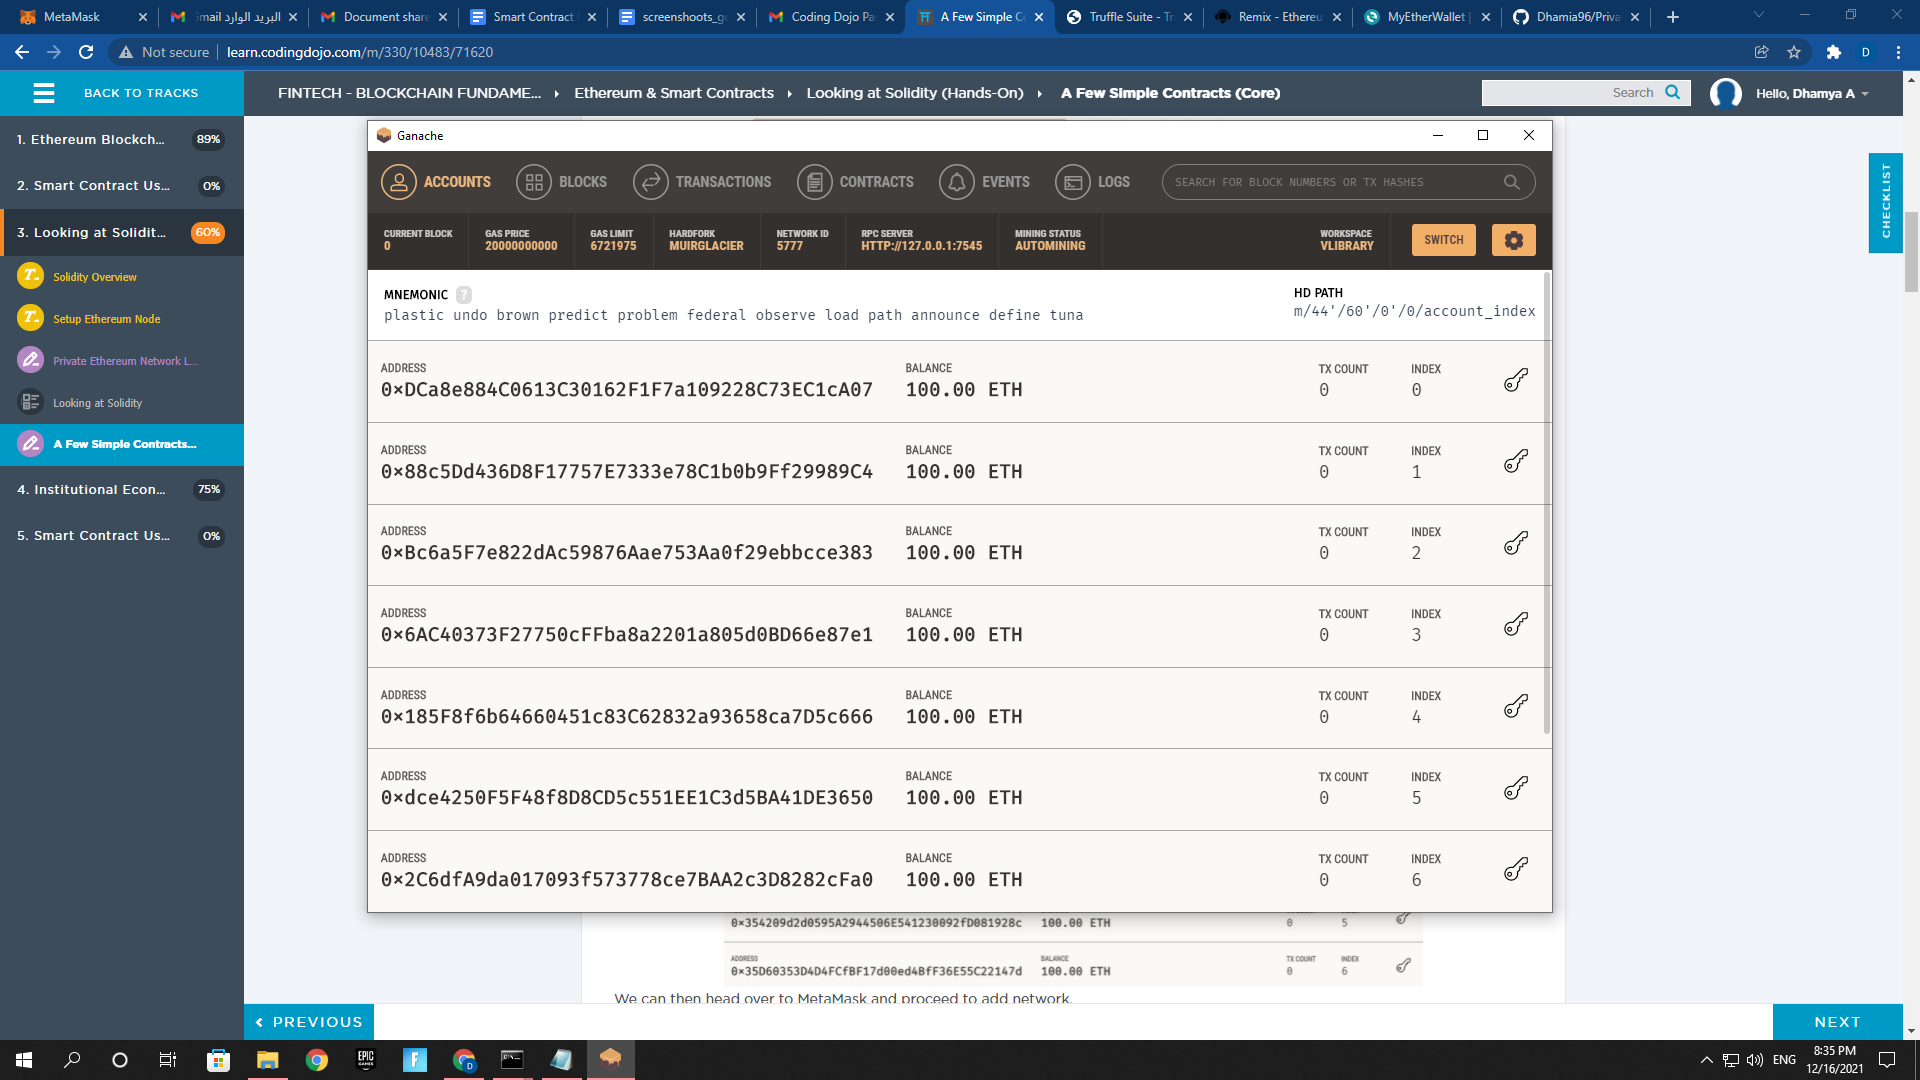 MetaMask
البريد الوارد
Document share
Smart Contract
screenshoots_g
Coding Dojo Pa
A Few Simple C
Truffle Suite - T
Remix - Ethereu
MyEtherWallet |
Dhamia96/Priva
Not secure
learn.codingdojo.com/m/330/10483/71620
D
BACK TO TRACKS
FINTECH - BLOCKCHAIN FUNDAME...
Ethereum & Smart Contracts
Looking at Solidity (Hands-On)
A Few Simple Contracts (Core)
Search
Hello, Dhamya A
1. Ethereum Blockch... 89%
2. Smart Contract Us... 0%
3. Looking at Solidit... 60%
Solidity Overview
Setup Ethereum Node
Private Ethereum Network L...
Looking at Solidity
A Few Simple Contracts...
4. Institutional Econ... 75%
5. Smart Contract Us... 0%
CHECKLIST
Ganache
ACCOUNTS BLOCKS TRANSACTIONS CONTRACTS EVENTS LOGS
SEARCH FOR BLOCK NUMBERS OR TX HASHES
CURRENT BLOCK
0
GAS PRICE
20000000000
GAS LIMIT
6721975
HARDFORK
MUIRGLACIER
NETWORK ID
5777
RPC SERVER
HTTP://127.0.0.1:7545
MINING STATUS
AUTOMINING
WORKSPACE
VLIBRARY
SWITCH
MNEMONIC ?
plastic undo brown predict problem federal observe load path announce define tuna
HD PATH
m/44'/60'/0'/0/account_index
ADDRESS BALANCE TX COUNT INDEX
0×DCa8e884C0613C30162F1F7a109228C73EC1cA07 100.00 ETH 0 0
ADDRESS BALANCE TX COUNT INDEX
0×88c5Dd436D8F17757E7333e78C1b0b9Ff29989C4 100.00 ETH 0 1
ADDRESS BALANCE TX COUNT INDEX
0×Bc6a5F7e822dAc59876Aae753Aa0f29ebbcce383 100.00 ETH 0 2
ADDRESS BALANCE TX COUNT INDEX
0×6AC40373F27750cFFba8a2201a805d0BD66e87e1 100.00 ETH 0 3
ADDRESS BALANCE TX COUNT INDEX
0×185F8f6b64660451c83C62832a93658ca7D5c666 100.00 ETH 0 4
ADDRESS BALANCE TX COUNT INDEX
0×dce4250F5F48f8D8CD5c551EE1C3d5BA41DE3650 100.00 ETH 0 5
ADDRESS BALANCE TX COUNT INDEX
0×2C6dfA9da017093f573778ce7BAA2c3D8282cFa0 100.00 ETH 0 6
0×354209d2d0595A2944506E541230092fD081928c 100.00 ETH 0 5
ADDRESS BALANCE TX COUNT INDEX
0×35D60353D4D4FCfBF17d00ed4BfF36E55C22147d 100.00 ETH 0 6
We can then head over to MetaMask and proceed to add network.
PREVIOUS
NEXT
EPIC GAMES
ENG
8:35 PM
12/16/2021